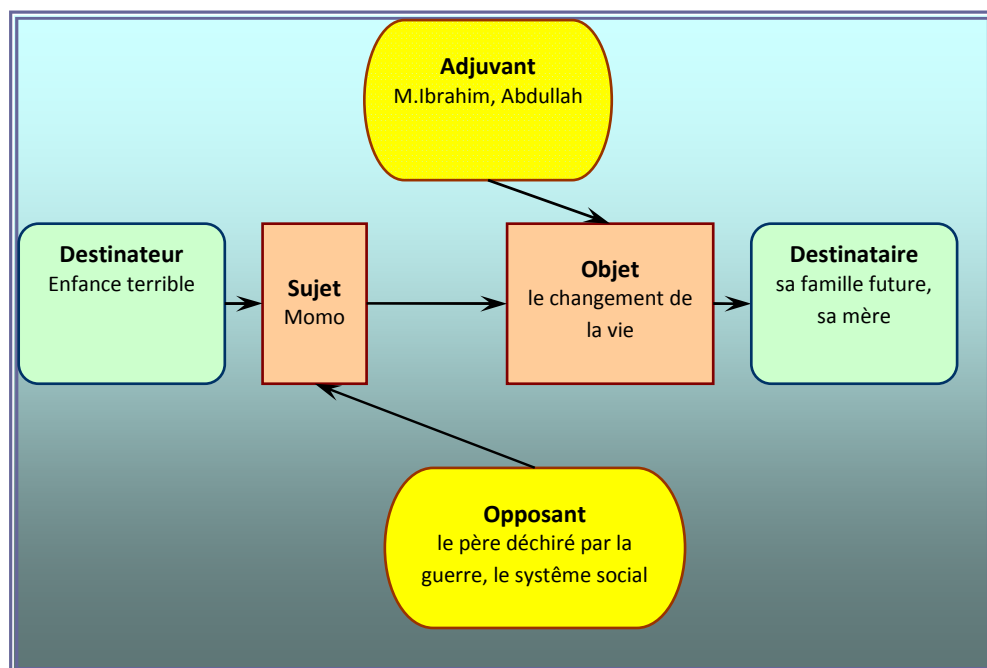 Adjuvant
M.Ibrahim, Abdullah
Destinateur
Enfance terrible
Sujet
Momo
Objet
le changement de
la vie
Destinataire
sa famille future,
sa mère
Opposant
le père déchiré par la
guerre, le système social